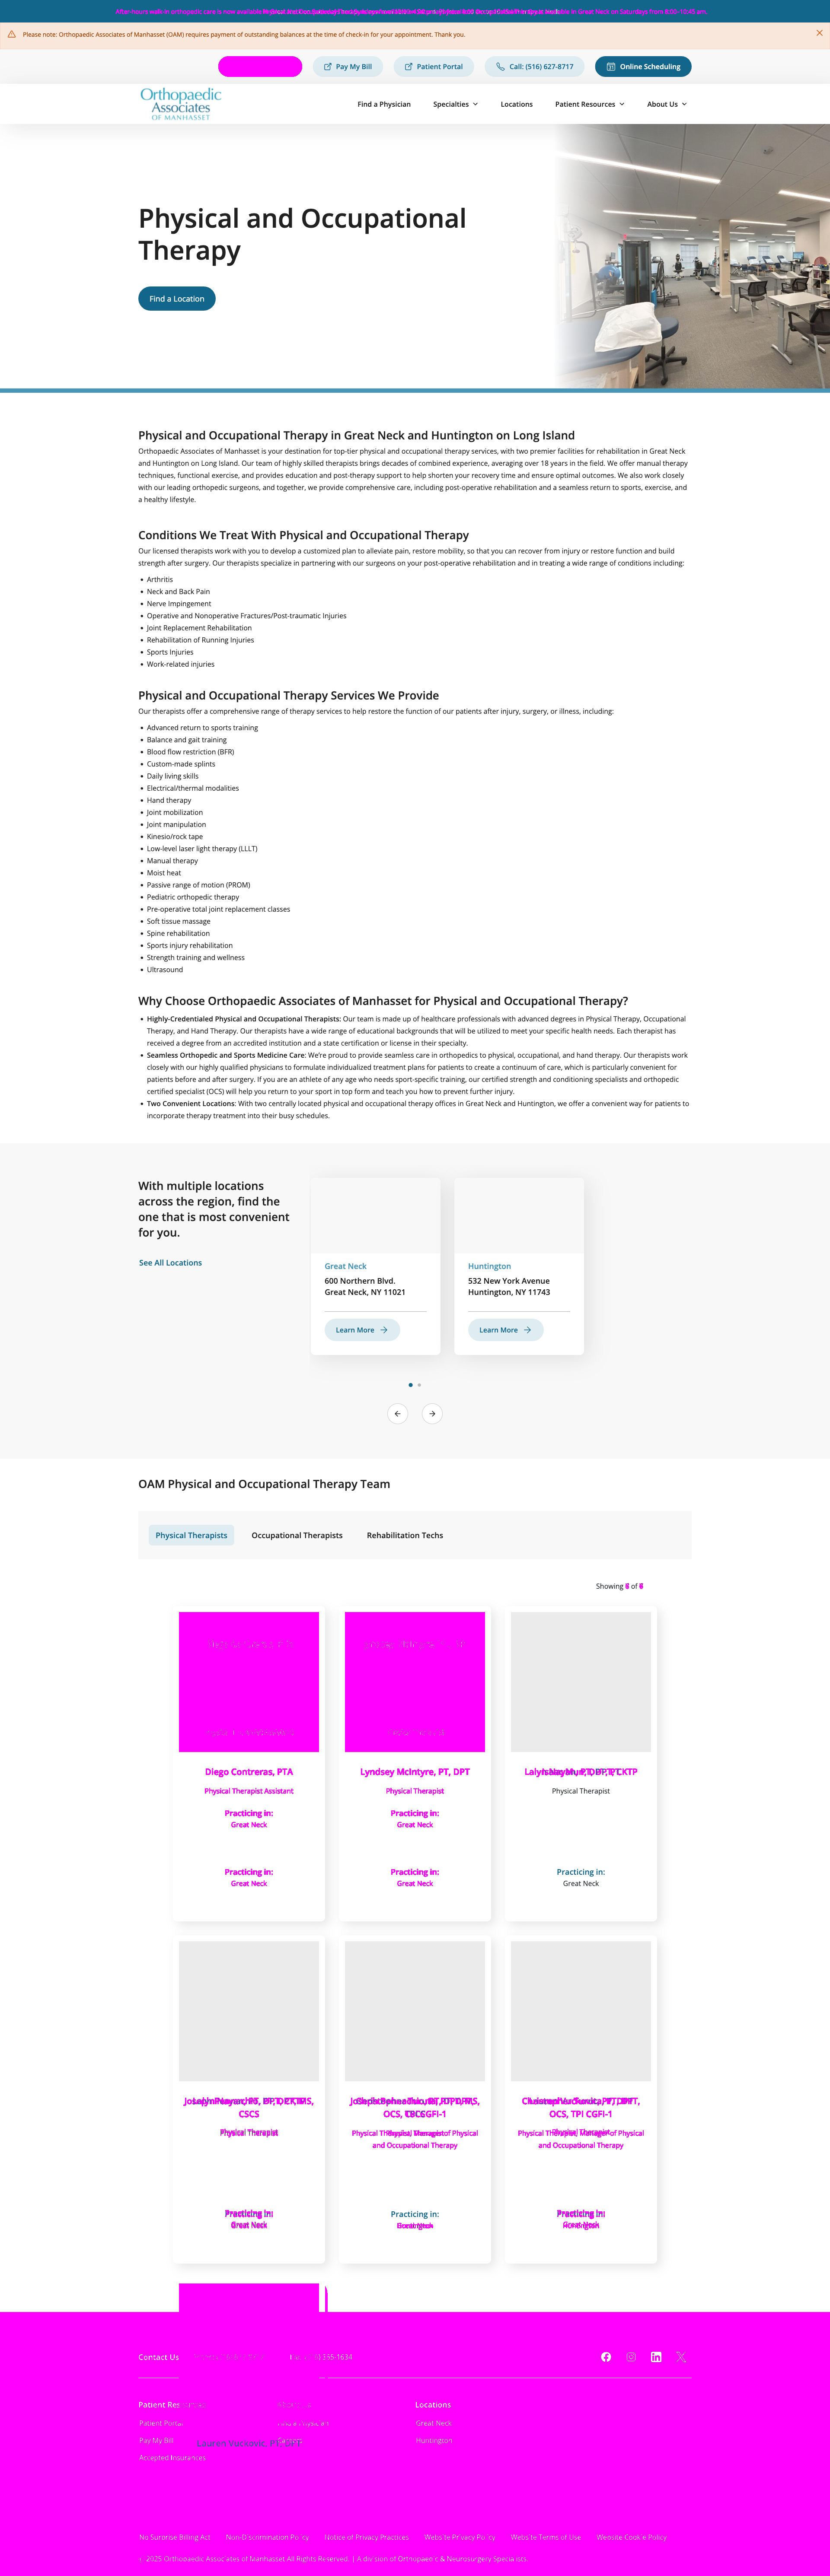 Please note: Orthopaedic Associates of Manhasset (OAM) requires payment of outstanding balances at the time of check-in for your appointment. Thank you.
Pay My Bill
Patient Portal
Call: (516) 627-8717
Online Scheduling
Orthopaedic
Associates
OF MANHASSET
Find a Physician
Specialties
Locations
Patient Resources
About Us
Physical and Occupational
Therapy
Find a Location
Physical and Occupational Therapy in Great Neck and Huntington on Long Island
Orthopaedic Associates of Manhasset is your destination for top-tier physical and occupational therapy services, with two premier facilities for rehabilitation in Great Neck
and Huntington on Long Island. Our team of highly skilled therapists brings decades of combined experience, averaging over 18 years in the field. We offer manual therapy
techniques, functional exercise, and provides education and post-therapy support to help shorten your recovery time and ensure optimal outcomes. We also work closely
with our leading orthopedic surgeons, and together, we provide comprehensive care, including post-operative rehabilitation and a seamless return to sports, exercise, and
a healthy lifestyle.
Conditions We Treat With Physical and Occupational Therapy
Our licensed therapists work with you to develop a customized plan to alleviate pain, restore mobility, so that you can recover from injury or restore function and build
strength after surgery. Our therapists specialize in partnering with our surgeons on your post-operative rehabilitation and in treating a wide range of conditions including:
• Arthritis
• Neck and Back Pain
• Nerve Impingement
• Operative and Nonoperative Fractures/Post-traumatic Injuries
• Joint Replacement Rehabilitation
• Rehabilitation of Running Injuries
• Sports Injuries
• Work-related injuries
Physical and Occupational Therapy Services We Provide
Our therapists offer a comprehensive range of therapy services to help restore the function of our patients after injury, surgery, or illness, including:
• Advanced return to sports training
• Balance and gait training
• Blood flow restriction (BFR)
• Custom-made splints
• Daily living skills
• Electrical/thermal modalities
• Hand therapy
• Joint mobilization
• Joint manipulation
• Kinesio/rock tape
• Low-level laser light therapy (LLLT)
• Manual therapy
• Moist heat
• Passive range of motion (PROM)
• Pediatric orthopedic therapy
• Pre-operative total joint replacement classes
• Soft tissue massage
• Spine rehabilitation
• Sports injury rehabilitation
• Strength training and wellness
• Ultrasound
Why Choose Orthopaedic Associates of Manhasset for Physical and Occupational Therapy?
• Highly-Credentialed Physical and Occupational Therapists: Our team is made up of healthcare professionals with advanced degrees in Physical Therapy, Occupational
Therapy, and Hand Therapy. Our therapists have a wide range of educational backgrounds that will be utilized to meet your specific health needs. Each therapist has
received a degree from an accredited institution and a state certification or license in their specialty.
• Seamless Orthopedic and Sports Medicine Care: We're proud to provide seamless care in orthopedics to physical, occupational, and hand therapy. Our therapists work
closely with our highly qualified physicians to formulate individualized treatment plans for patients to create a continuum of care, which is particularly convenient for
patients before and after surgery. If you are an athlete of any age who needs sport-specific training, our certified strength and conditioning specialists and orthopedic
certified specialist (OCS) will help you return to your sport in top form and teach you how to prevent further injury.
• Two Convenient Locations: With two centrally located physical and occupational therapy offices in Great Neck and Huntington, we offer a convenient way for patients to
incorporate therapy treatment into their busy schedules.
With multiple locations
across the region, find the
one that is most convenient
for you.
See All Locations
Great Neck
600 Northern Blvd.
Great Neck, NY 11021
Learn More
Huntington
532 New York Avenue
Huntington, NY 11743
Learn More
OAM Physical and Occupational Therapy Team
Physical Therapists
Occupational Therapists
Rehabilitation Techs
Showing of
Diego Contreras, PTA
Physical Therapist Assistant
Practicing in:
Great Neck
Practicing in:
Great Neck
Lyndsey McIntyre, PT, DPT
Physical Therapist
Practicing in:
Great Neck
Practicing in:
Great Neck
Physical Therapist
Practicing in:
Great Neck
CSCS
Physical Therapist
Practicing in:
Great Neck
and Occupational Therapy
Practicing in:
OCS, TPI CGFI-1
and Occupational Therapy
Practicing in:
Contact Us
Patient Resources
Patient Portal
Pay My Bill
Accepted Insurances
Find a Physician
Careers
Locations
Great Neck
Huntington
No Surprise Billing Act
Non-Discrimination Policy
Notice of Privacy Practices
Website Privacy Policy
Website Terms of Use
Website Cookie Policy
© 2025 Orthopaedic Associates of Manhasset All Rights Reserved. | A division of Orthopaedic & Neurosurgery Specialists.